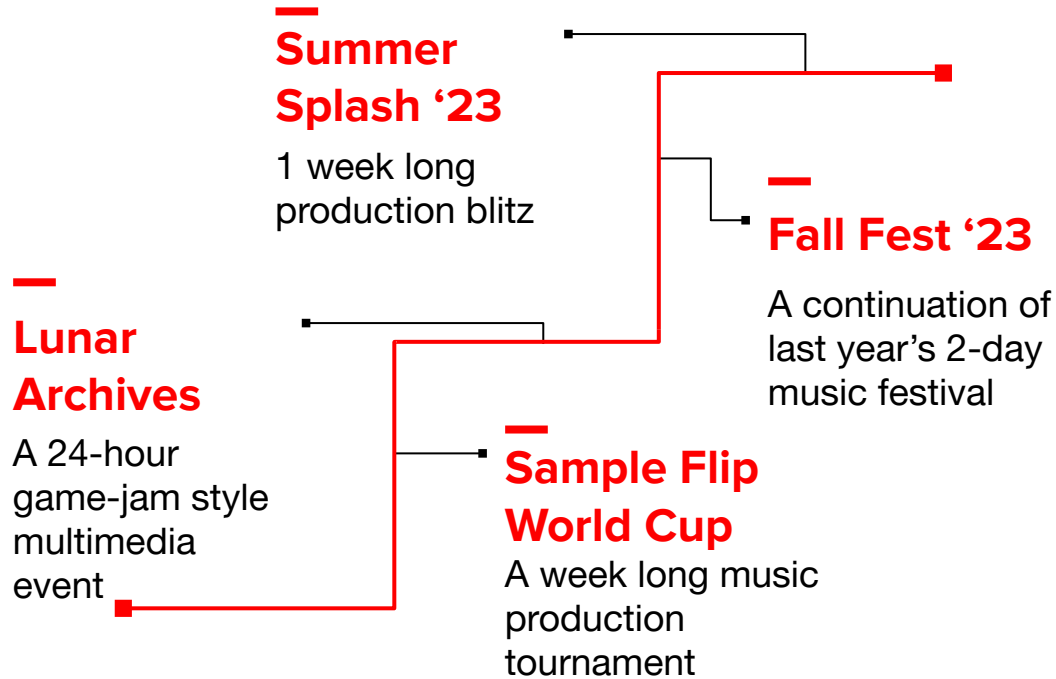 Summer
Splash ‘23
1 week long
production blitz
Fall Fest ‘23
A continuation of
last year’s 2-day
music festival
Lunar
Archives
A 24-hour
game-jam style
multimedia
event
Sample Flip
World Cup
A week long music
production
tournament